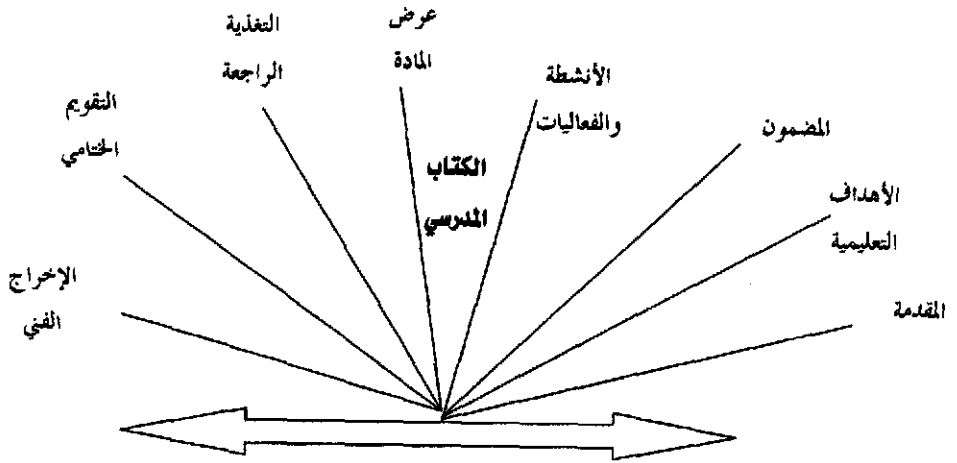 المقدمة
الأهداف
التعليمية
المضمون
الأنشطة
والفعاليات
عرض
المادة
الكتاب
المدرسي
التغذية
الراجعة
التقويم
الختامي
الإخراج
الفني